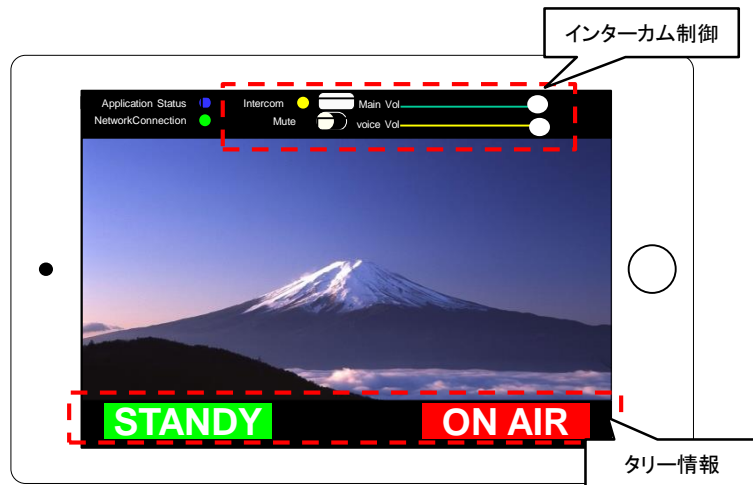 インターカム制御
Application Status Intercom Main Vol
NetworkConnection Mute voice Vol
STANDY ON AIR
タリー情報